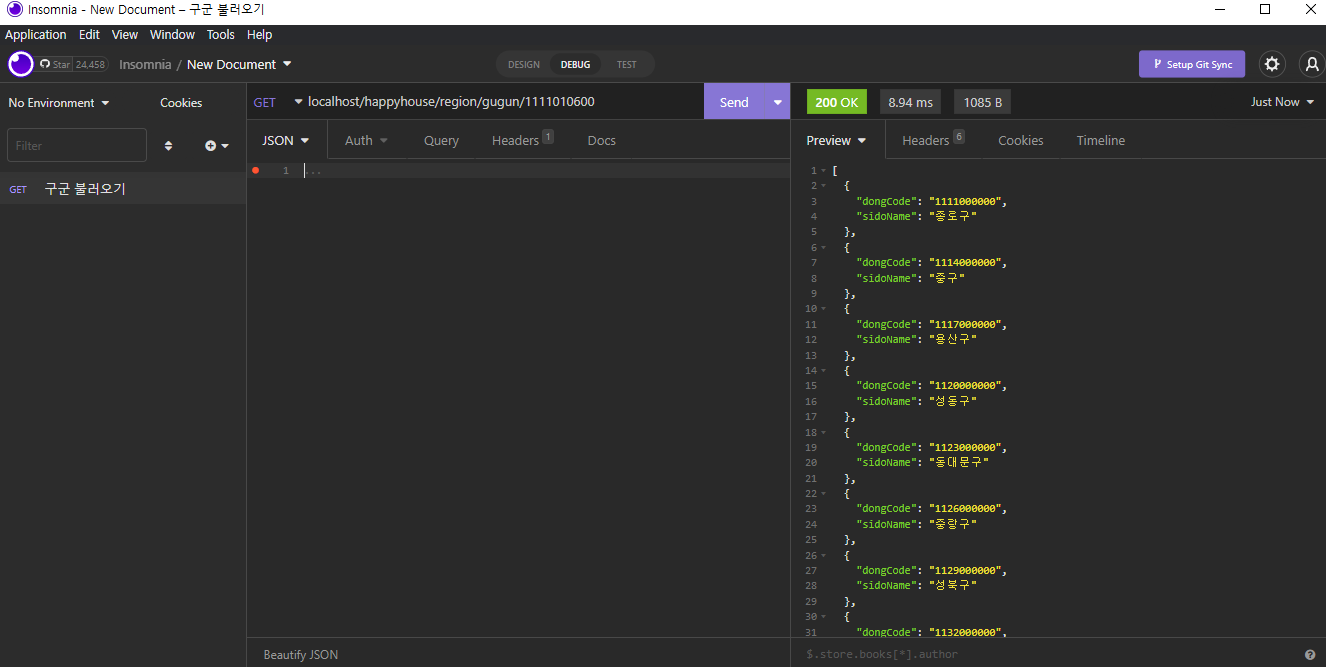 Insomnia - New Document – 구군 불러오기
Application Edit View Window Tools Help
Star 24,458 Insomnia / New Document DESIGN DEBUG TEST Setup Git Sync
No Environment Cookies GET localhost/happyhouse/region/gugun/1111010600 Send 200 OK 8.94 ms 1085 B Just Now
Filter JSON Auth Query Headers 1 Docs Preview Headers 6 Cookies Timeline
GET 구군 불러오기
1 ...
1 [
2 {
3 "dongCode": "1111000000",
4 "sidoName": "종로구"
5 },
6 {
7 "dongCode": "1114000000",
8 "sidoName": "중구"
9 },
10 {
11 "dongCode": "1117000000",
12 "sidoName": "용산구"
13 },
14 {
15 "dongCode": "1120000000",
16 "sidoName": "성동구"
17 },
18 {
19 "dongCode": "1123000000",
20 "sidoName": "동대문구"
21 },
22 {
23 "dongCode": "1126000000",
24 "sidoName": "중랑구"
25 },
26 {
27 "dongCode": "1129000000",
28 "sidoName": "성북구"
29 },
30 {
31 "dongCode": "1132000000",
Beautify JSON $.store.books[*].author